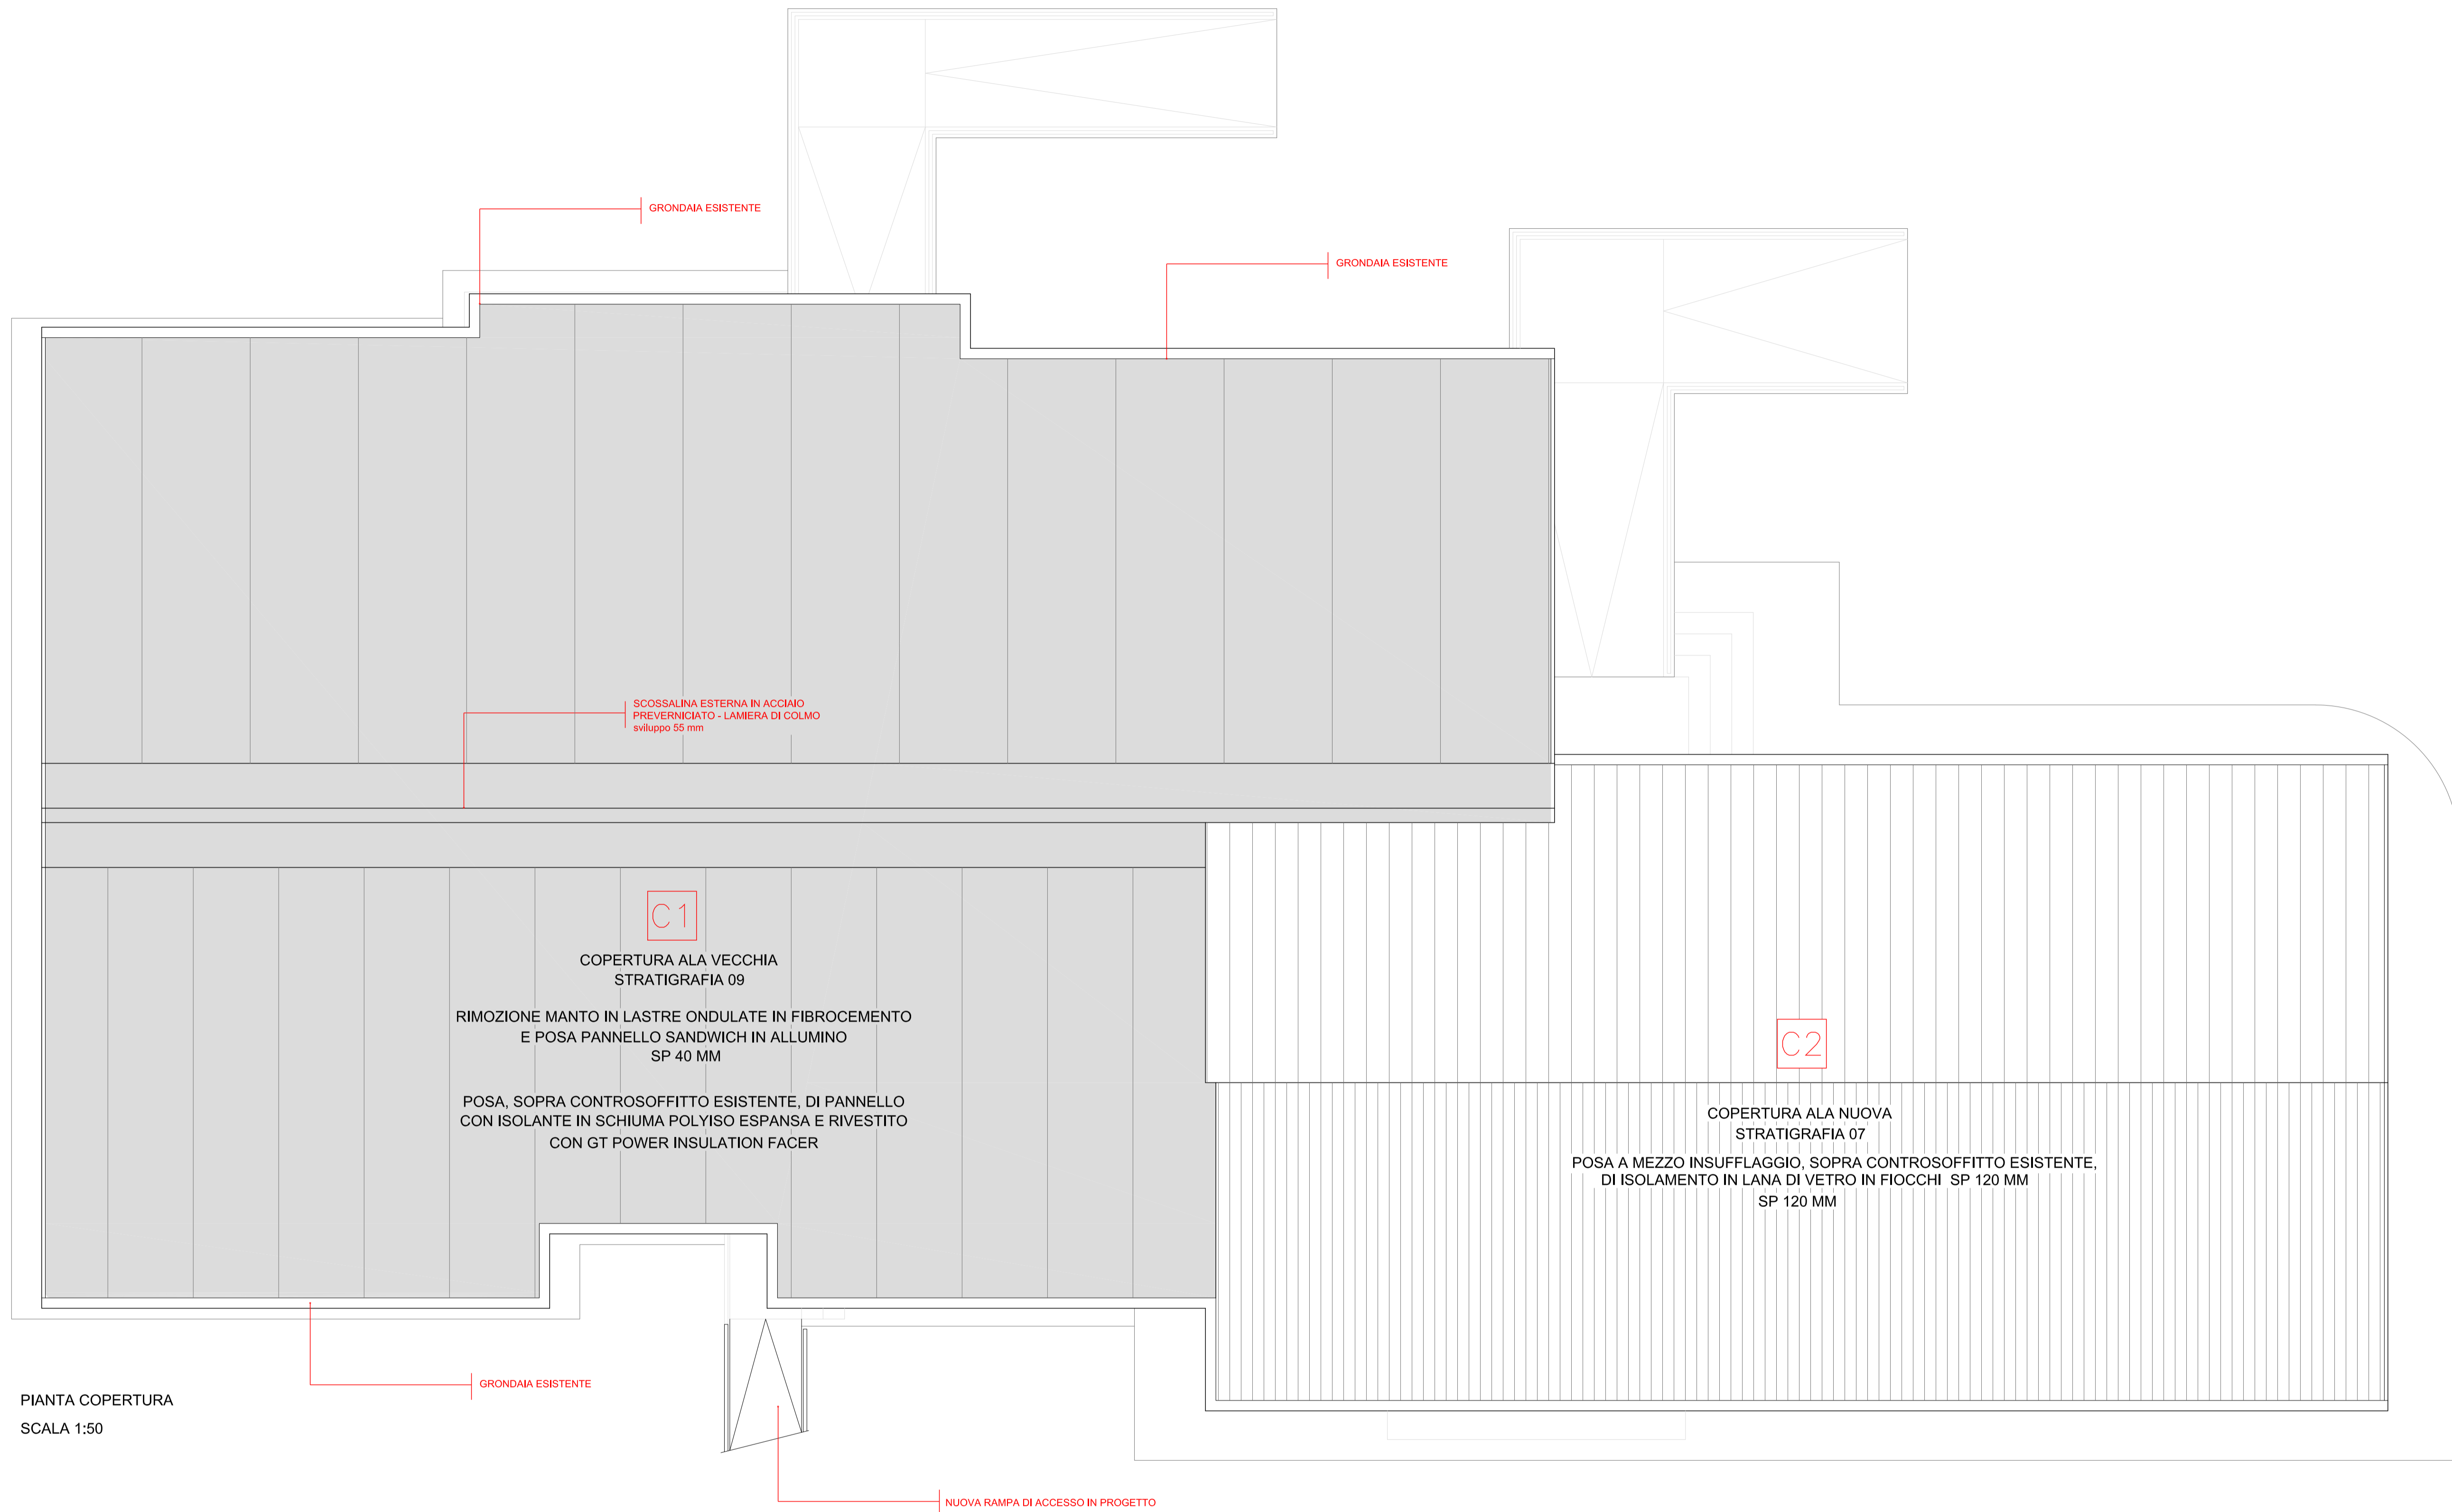 GRONDAIA ESISTENTE
GRONDAIA ESISTENTE
SCOSSALINA ESTERNA IN ACCIAIO
PREVERNICIATO - LAMIERA DI COLMO
sviluppo 55 mm
C1
COPERTURA ALA VECCHIA
STRATIGRAFIA 09
RIMOZIONE MANTO IN LASTRE ONDULATE IN FIBROCEMENTO
E POSA PANNELLO SANDWICH IN ALLUMINO
SP 40 MM
POSA, SOPRA CONTROSOFFITTO ESISTENTE, DI PANNELLO
CON ISOLANTE IN SCHIUMA POLYISO ESPANSA E RIVESTITO
CON GT POWER INSULATION FACER
C2
COPERTURA ALA NUOVA
STRATIGRAFIA 07
POSA A MEZZO INSUFFLAGGIO, SOPRA CONTROSOFFITTO ESISTENTE,
DI ISOLAMENTO IN LANA DI VETRO IN FIOCCHI SP 120 MM
SP 120 MM
GRONDAIA ESISTENTE
PIANTA COPERTURA
SCALA 1:50
NUOVA RAMPA DI ACCESSO IN PROGETTO